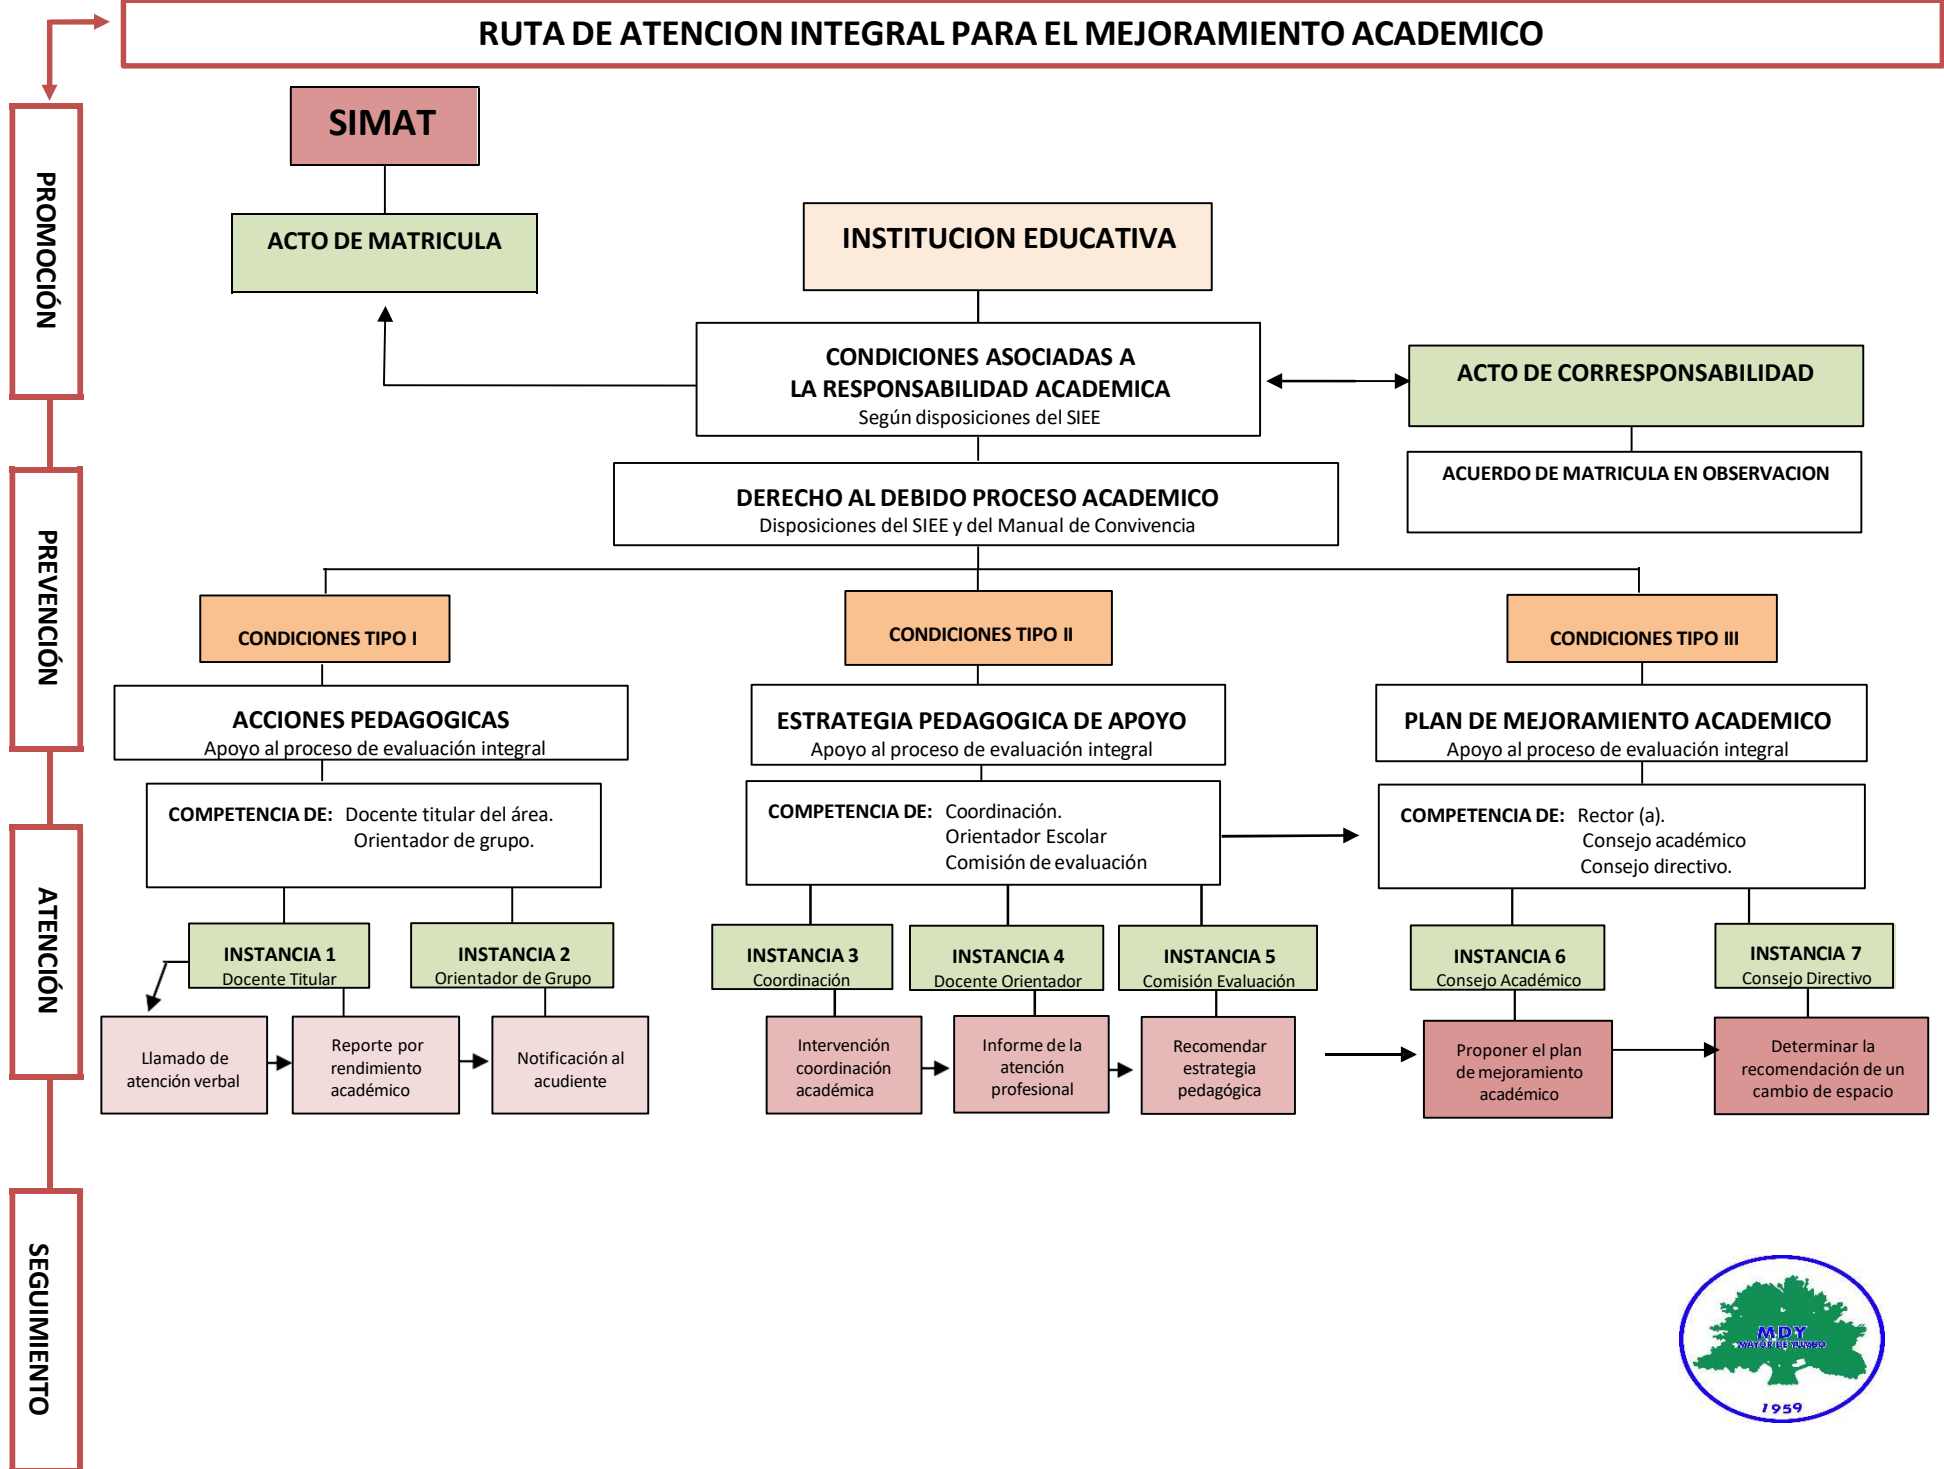 RUTA DE ATENCION INTEGRAL PARA EL MEJORAMIENTO ACADEMICO
PROMOCIÓN
PREVENCIÓN
ATENCIÓN
SEGUIMIENTO
SIMAT
ACTO DE MATRICULA
INSTITUCION EDUCATIVA
CONDICIONES ASOCIADAS A
LA RESPONSABILIDAD ACADEMICA
Según disposiciones del SIEE
ACTO DE CORRESPONSABILIDAD
ACUERDO DE MATRICULA EN OBSERVACION
DERECHO AL DEBIDO PROCESO ACADEMICO
Disposiciones del SIEE y del Manual de Convivencia
CONDICIONES TIPO I
ACCIONES PEDAGOGICAS
Apoyo al proceso de evaluación integral
COMPETENCIA DE: Docente titular del área.
Orientador de grupo.
INSTANCIA 1
Docente Titular
INSTANCIA 2
Orientador de Grupo
Llamado de
atención verbal
Reporte por
rendimiento
académico
Notificación al
acudiente
CONDICIONES TIPO II
ESTRATEGIA PEDAGOGICA DE APOYO
Apoyo al proceso de evaluación integral
COMPETENCIA DE: Coordinación.
Orientador Escolar
Comisión de evaluación
INSTANCIA 3
Coordinación
INSTANCIA 4
Docente Orientador
INSTANCIA 5
Comisión Evaluación
Intervención
coordinación
académica
Informe de la
atención
profesional
Recomendar
estrategia
pedagógica
CONDICIONES TIPO III
PLAN DE MEJORAMIENTO ACADEMICO
Apoyo al proceso de evaluación integral
COMPETENCIA DE: Rector (a).
Consejo académico
Consejo directivo.
INSTANCIA 6
Consejo Académico
INSTANCIA 7
Consejo Directivo
Proponer el plan
de mejoramiento
académico
Determinar la
recomendación de un
cambio de espacio
MDY
MAYOR DE YUMBO
1959